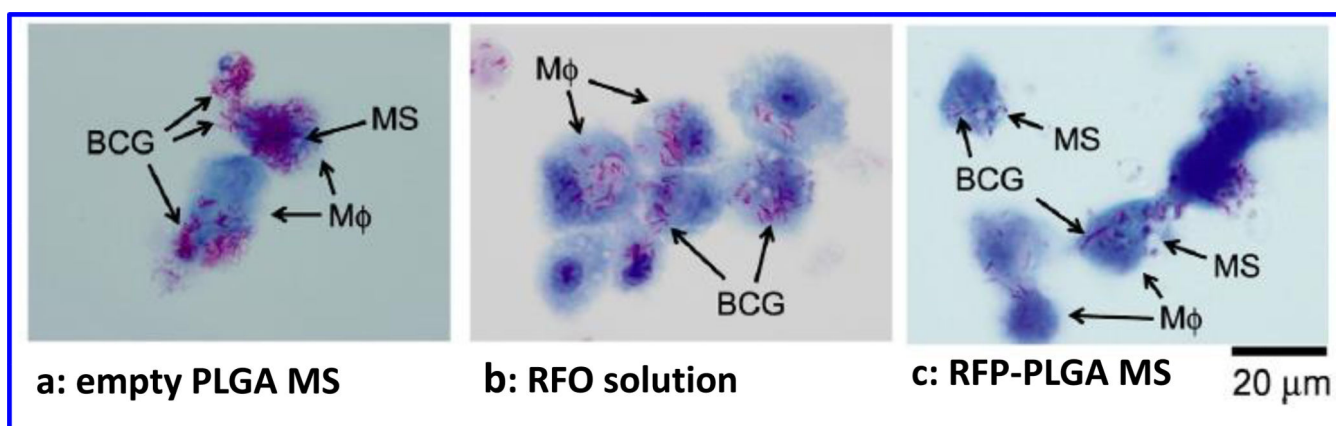 BCG
MS
Mφ
a: empty PLGA MS
Mφ
BCG
b: RFO solution
MS
BCG
MS
Mφ
c: RFP-PLGA MS
20 μm